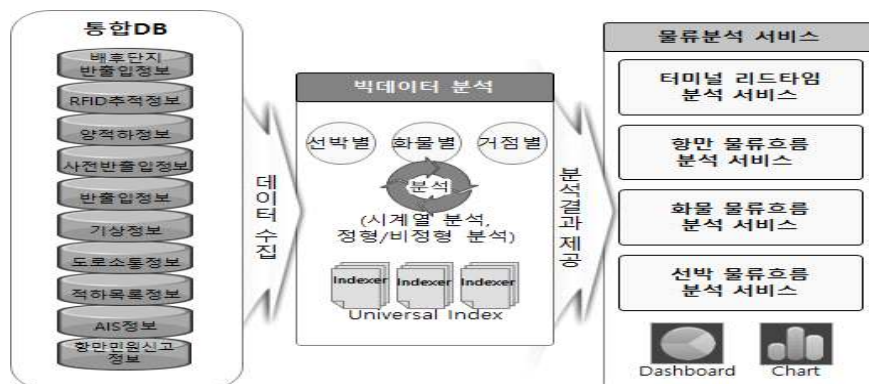 통합DB
배후단지
반출입정보
RFID추적정보
양적하정보
사전반출입정보
반출입정보
기상정보
도로소통정보
적하목록정보
AIS정보
항만민원신고
정보
데이터 수집
빅데이터 분석
선박별 화물별 거점별
분석
(시계열 분석,
정형/비정형 분석)
Indexer Indexer Indexer
Universal Index
분석결과 제공
물류분석 서비스
터미널 리드타임
분석 서비스
항만 물류흐름
분석 서비스
화물 물류흐름
분석 서비스
선박 물류흐름
분석 서비스
Dashboard Chart